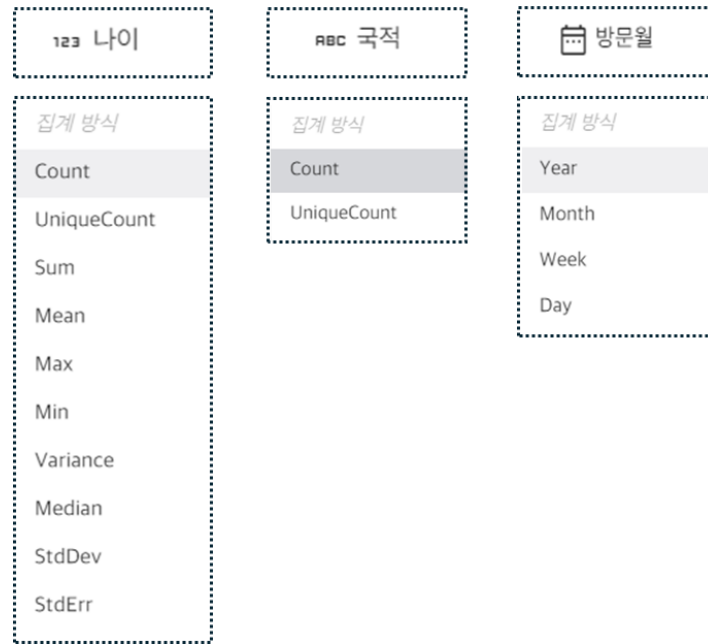 123 나이
집계 방식
Count
UniqueCount
Sum
Mean
Max
Min
Variance
Median
StdDev
StdErr
ABC 국적
집계 방식
Count
UniqueCount
방문월
집계 방식
Year
Month
Week
Day